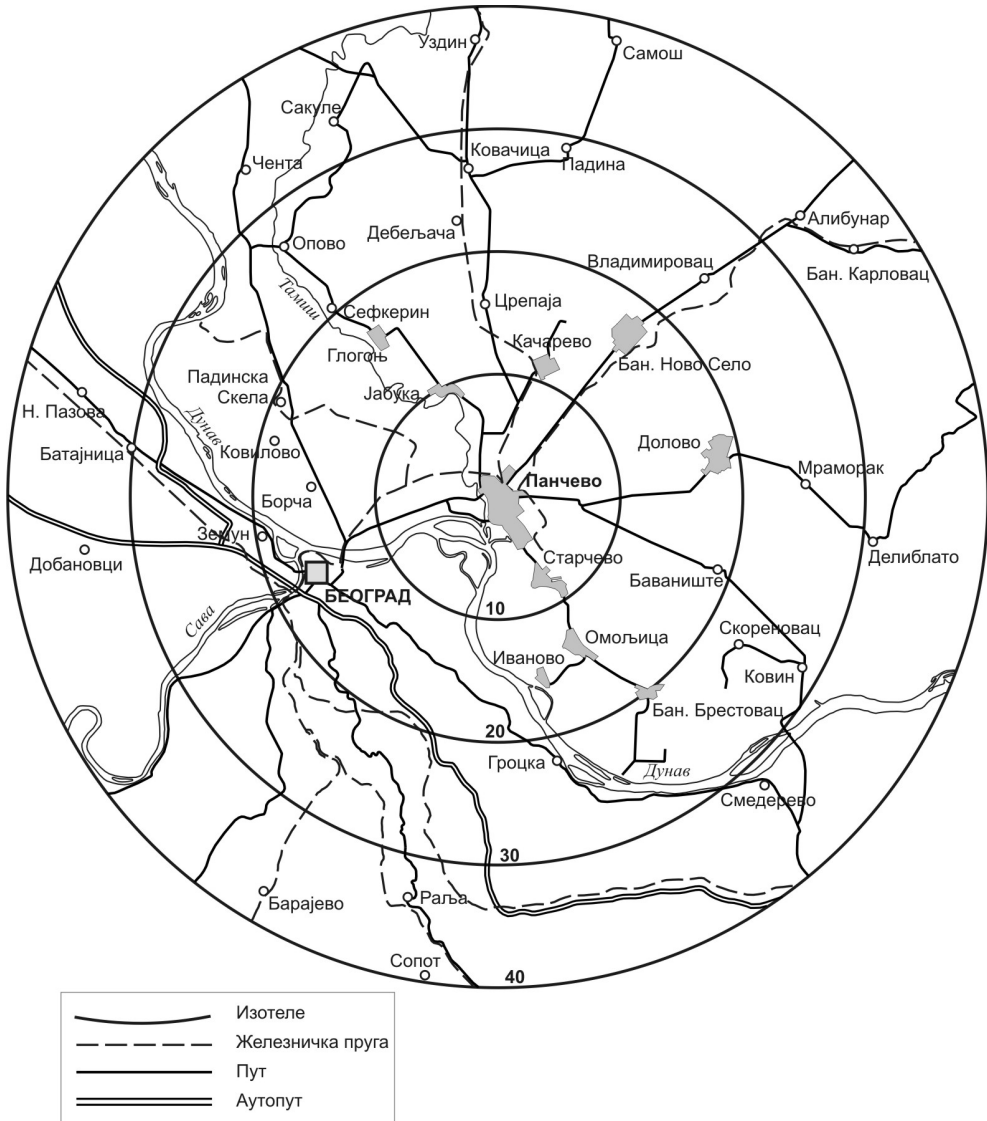 Уздин
Самош
Сакуле
Ковачица
Падина
Чента
Алибунар
Дебељача
Опово
Владимировац
Бан. Карловац
Тамиш
Сефкерин
Црепаја
Глогоњ
Качарево
Бан. Ново Село
Падинска
Скела
Јабука
Н. Пазова
Дунав
Долово
Батајница
Ковилово
Мраморак
Панчево
Борча
Земун
Старчево
Делиблато
Добановци
Баваниште
БЕОГРАД
10
Сава
Скореновац
Омољица
Иваново
Ковин
Бан. Брестовац
20
Гроцка
Дунав
Смедерево
30
Раља
Барајево
Сопот
40
Изотеле
Железничка пруга
Пут
Аутопут